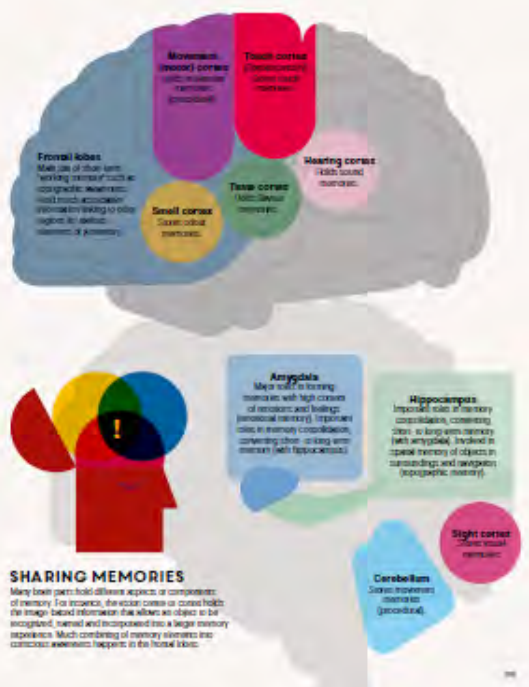 Movement
(motor) cortex
Holds movement
memories
(procedural).
Touch cortex
Stores touch
memories.
Frontal lobes
Main site of short-term
"working memory" such as
topographic awareness.
Hold much association
information linking to other
regions for distinct
elements of a memory.
Hearing cortex
Holds sound
memories.
Taste cortex
Holds flavour
memories.
Smell cortex
Stores odour
memories.
Amygdala
Major roles in forming
memories with high content
of emotions and feelings
(emotional memory). Important
roles in memory consolidation,
converting short- to long-term
memory (with hippocampus).
Hippocampus
Important roles in memory
consolidation, converting
short- to long-term memory
(with amygdala). Involved in
spatial memory of objects in
surroundings and navigation
(topographic memory).
!
Sight cortex
Stores visual
memories.
Cerebellum
Stores movement
memories
(procedural).
SHARING MEMORIES
Many brain parts hold different aspects or components
of memory. For instance, the vision centre or cortex holds
the image-based information that allows an object to be
recognized, named and incorporated into a larger memory
experience. Much combining of memory elements into
conscious awareness happens in the frontal lobes.